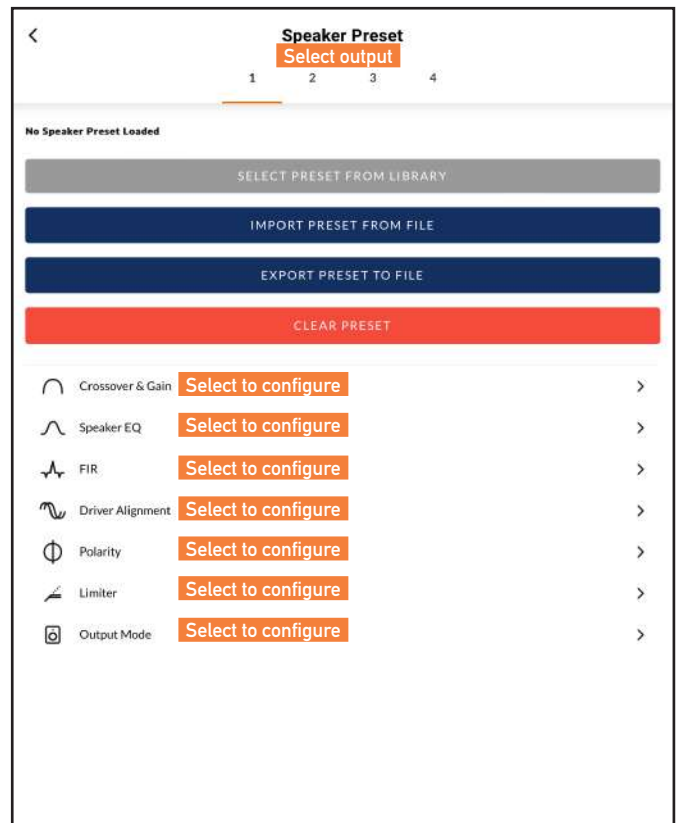 Speaker Preset
Select output
1 2 3 4
No Speaker Preset Loaded
SELECT PRESET FROM LIBRARY
IMPORT PRESET FROM FILE
EXPORT PRESET TO FILE
CLEAR PRESET
Crossover & Gain Select to configure
Speaker EQ Select to configure
FIR Select to configure
Driver Alignment Select to configure
Polarity Select to configure
Limiter Select to configure
Output Mode Select to configure